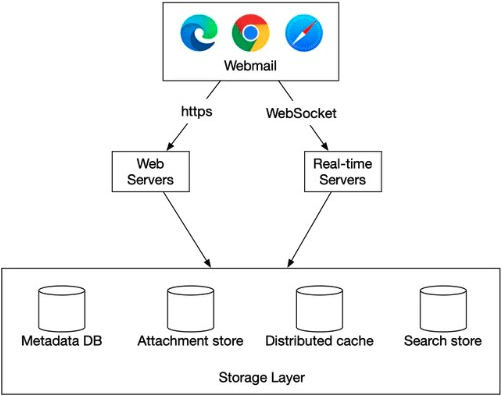 Webmail
https
WebSocket
Web
Servers
Real-time
Servers
Metadata DB
Attachment store
Distributed cache
Search store
Storage Layer